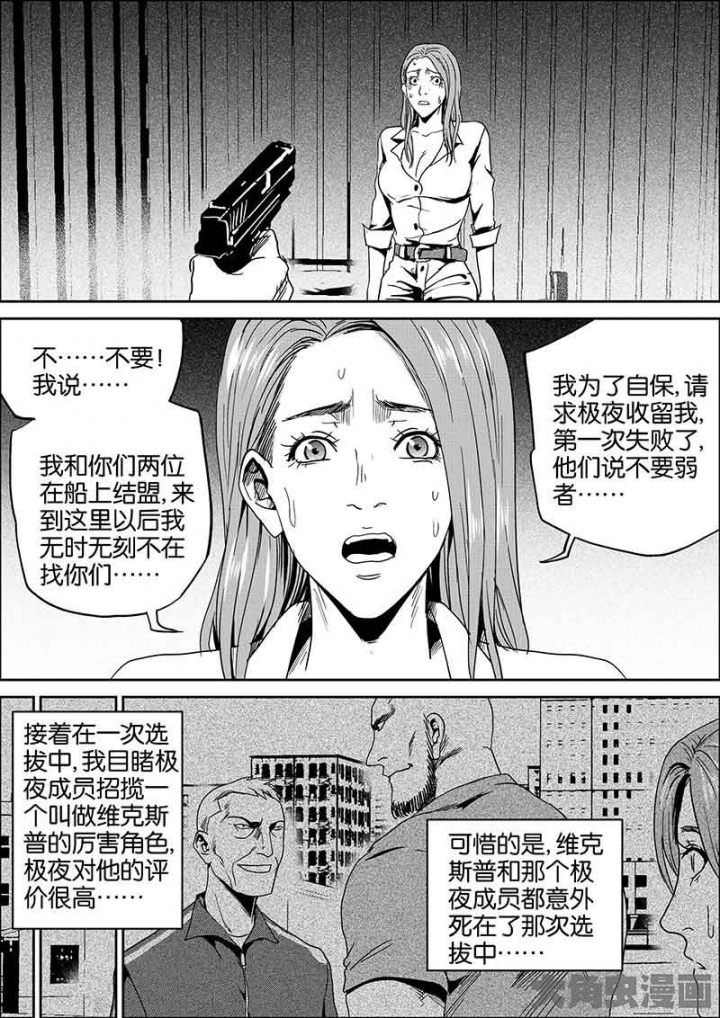 不……不要！
我说……
我和你们两位
在船上结盟，来
到这里以后我
无时无刻不在
找你们……
我为了自保，请
求极夜收留我，
第一次失败了，
他们说不要弱
者……
接着在一次选
拔中，我目睹极
夜成员招揽一
个叫做维克斯
普的厉害角色，
极夜对他的评
价很高……
可惜的是，维克
斯普和那个极
夜成员都意外
死在了那次选
拔中……
大角虫漫画